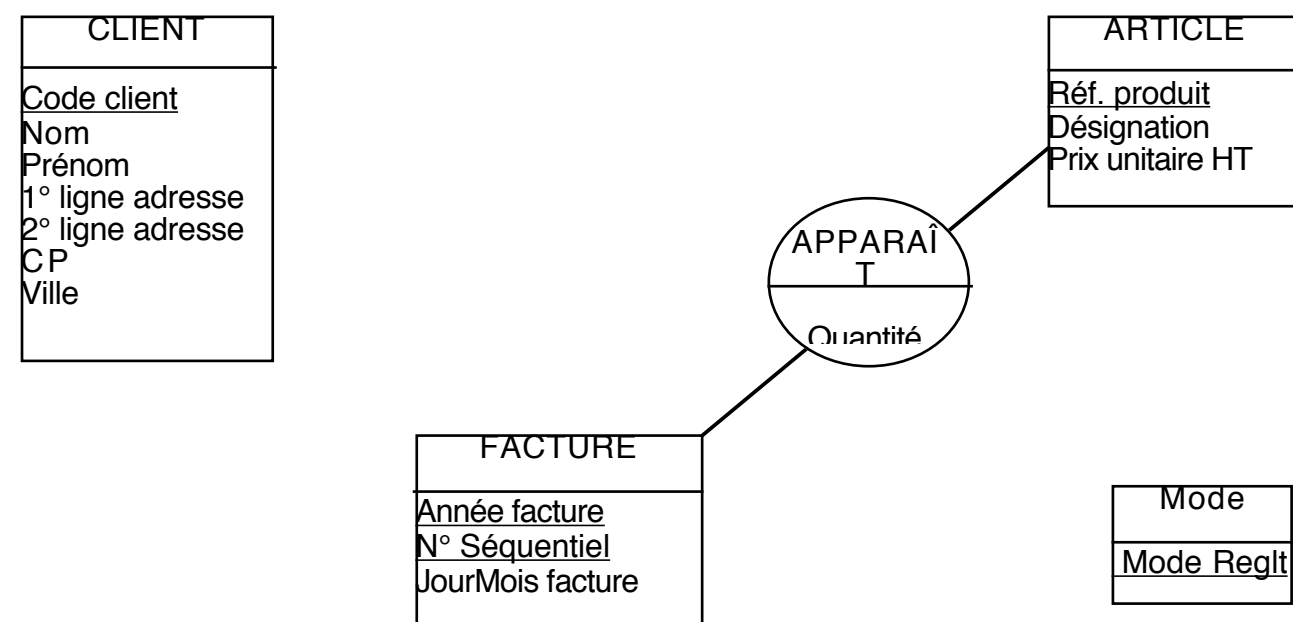 CLIENT
Code client
Nom
Prénom
1° ligne adresse
2° ligne adresse
CP
Ville
ARTICLE
Réf. produit
Désignation
Prix unitaire HT
APPARAÎ
T
Quantité
FACTURE
Année facture
N° Séquentiel
JourMois facture
Mode
Mode Reglt